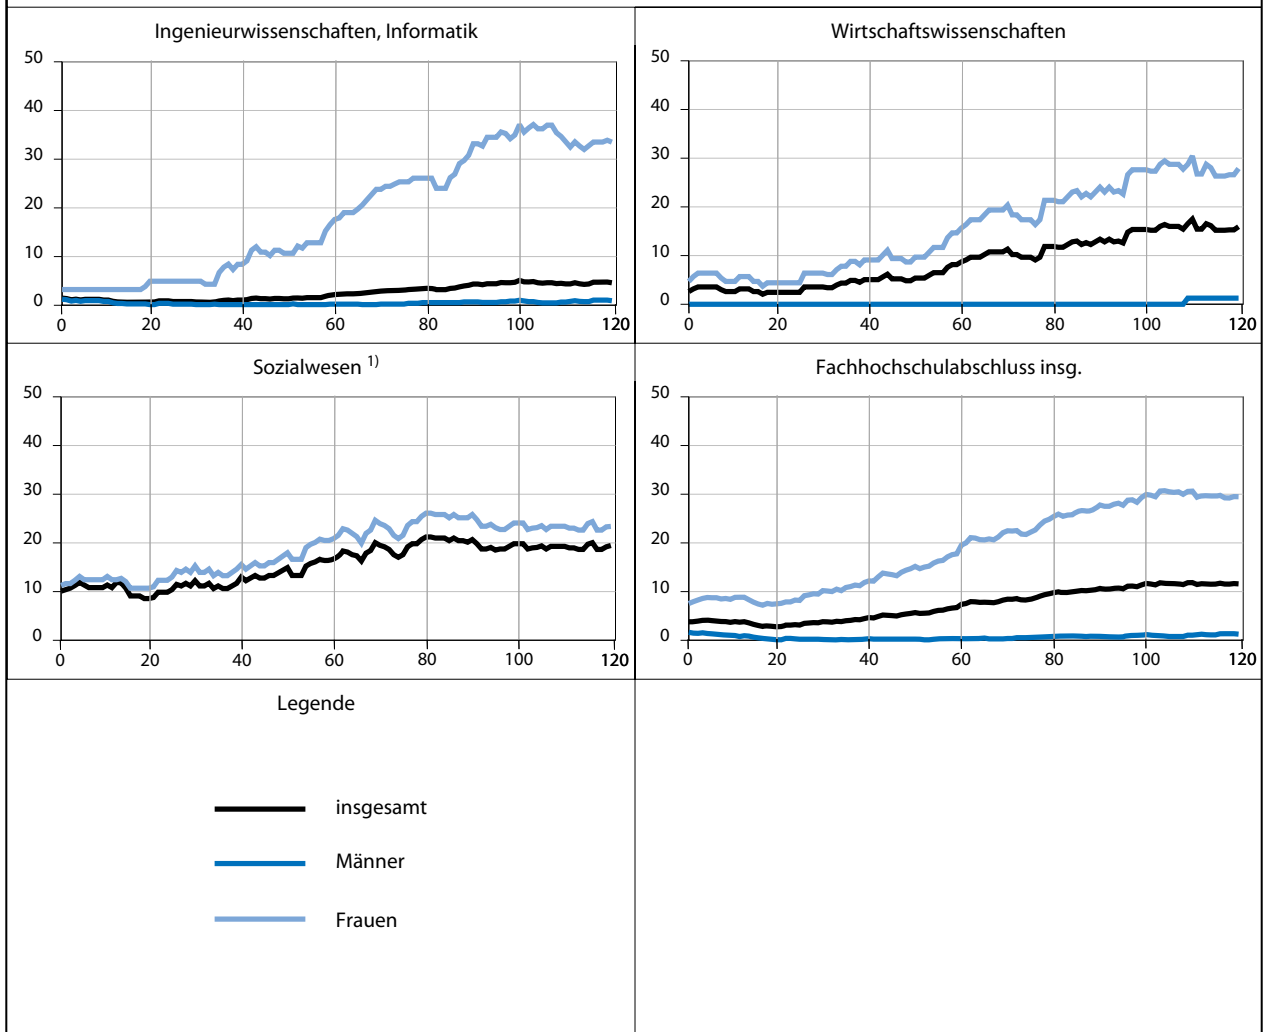 Ingenieurwissenschaften, Informatik
50
40
30
20
10
0
0 20 40 60 80 100 120
Wirtschaftswissenschaften
50
40
30
20
10
0
0 20 40 60 80 100 120
Sozialwesen 1)
50
40
30
20
10
0
0 20 40 60 80 100 120
Fachhochschulabschluss insg.
50
40
30
20
10
0
0 20 40 60 80 100 120
Legende
insgesamt
Männer
Frauen